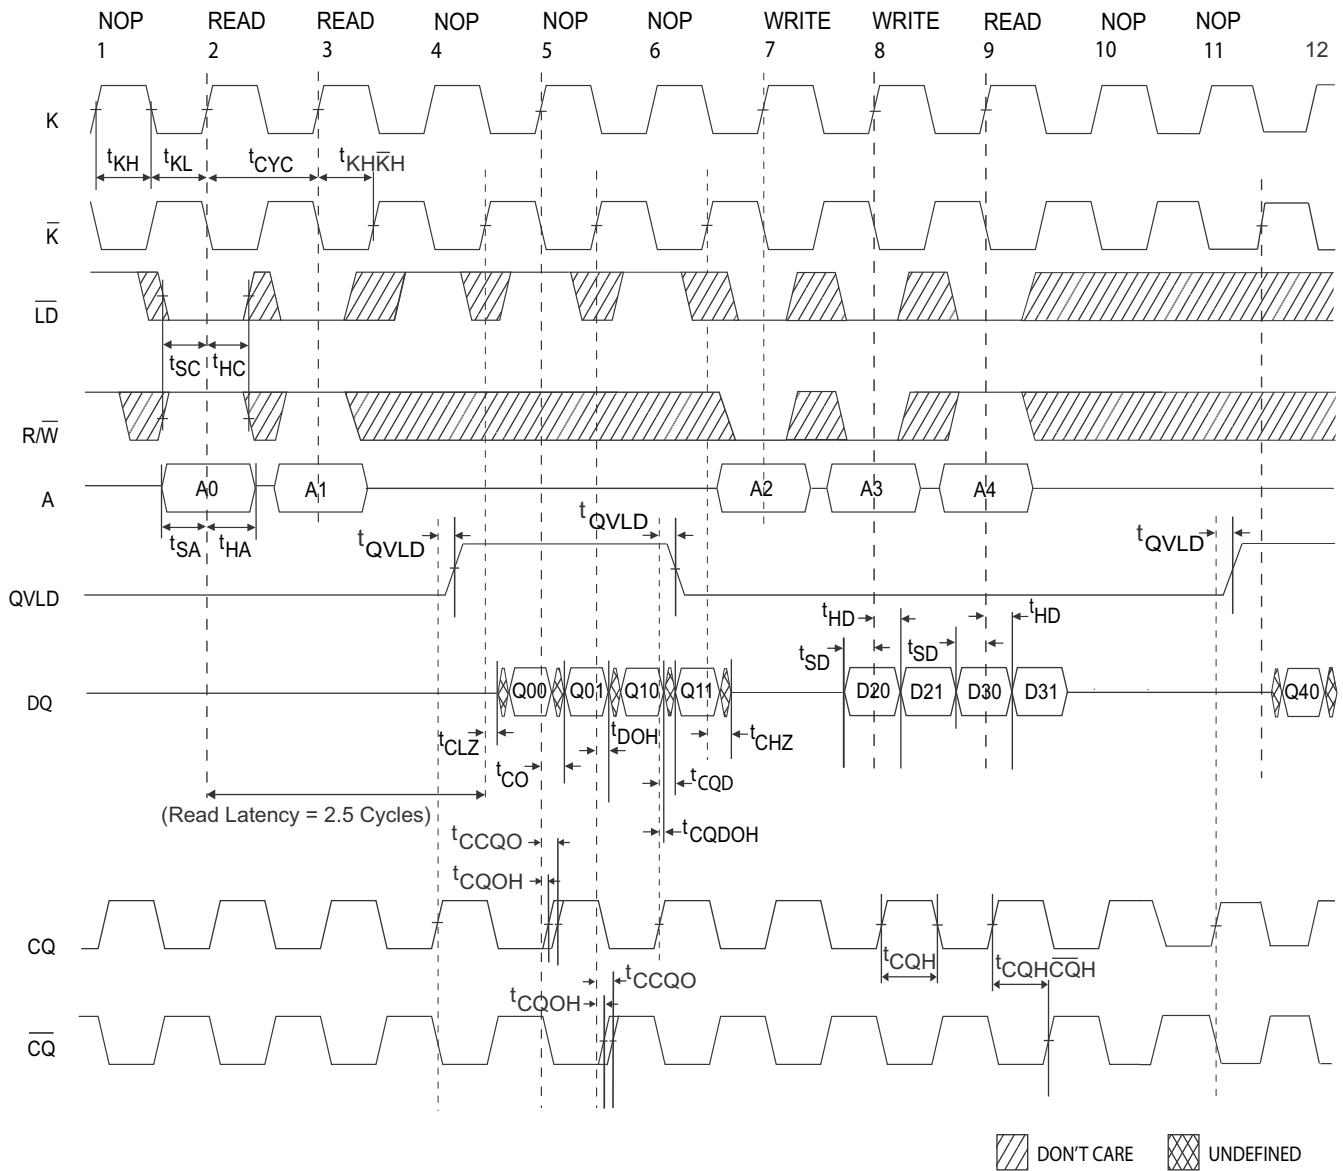 NOP READ READ NOP NOP NOP WRITE WRITE READ NOP NOP
1 2 3 4 5 6 7 8 9 10 11 12
K
tKH tKL tCYC tKHK̅H
K̅
L̅D̅
tSC tHC
R/W̅
A A0 A1 A2 A3 A4
tSA tHA tQVLD tQVLD tQVLD
QVLD
tHD tHD
tSD tSD
DQ Q00 Q01 Q10 Q11 D20 D21 D30 D31 Q40
tCLZ tDOH tCHZ
tCO tCQD
(Read Latency = 2.5 Cycles)
tCQDOH
tCCQO
tCQOH
CQ
tCQH tCQHC̅Q̅H
tCCQO
tCQOH
C̅Q̅
DON'T CARE UNDEFINED